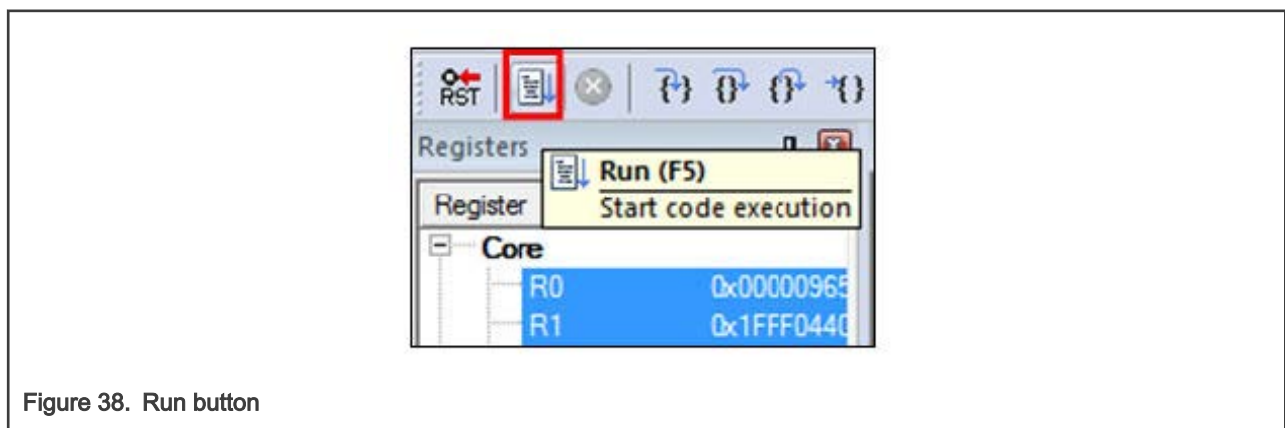 RST
Registers
Run (F5)
Register
Start code execution
Core
R0 0x00000965
R1 0x1FFF0440
Figure 38. Run button